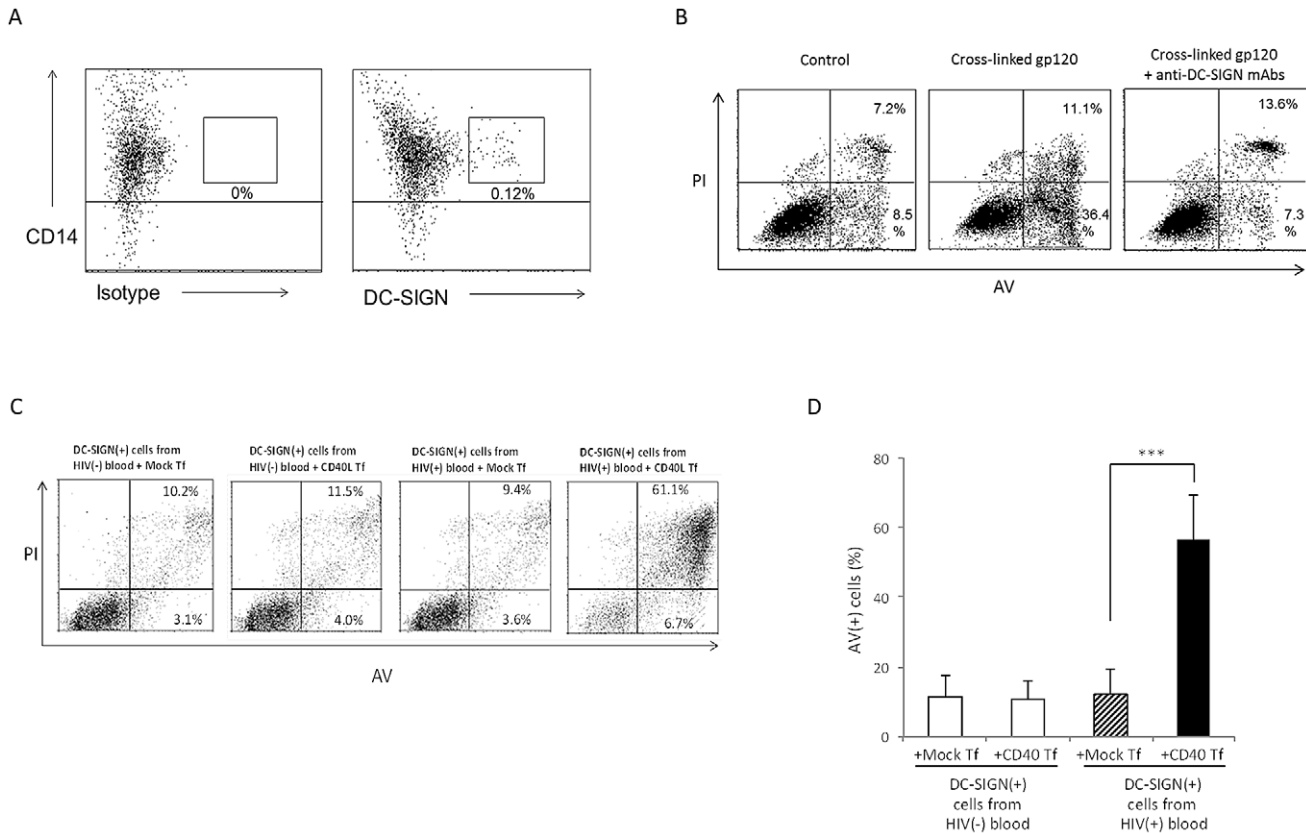 A
CD14
0%
Isotype
0.12%
DC-SIGN
B
Control
Cross-linked gp120
Cross-linked gp120
+ anti-DC-SIGN mAbs
PI
7.2%
8.5
%
11.1%
36.4
%
13.6%
7.3
%
AV
C
DC-SIGN(+) cells from
HIV(-) blood + Mock Tf
DC-SIGN(+) cells from
HIV(-) blood + CD40L Tf
DC-SIGN(+) cells from
HIV(+) blood + Mock Tf
DC-SIGN(+) cells from
HIV(+) blood + CD40L Tf
PI
10.2%
3.1%
11.5%
4.0%
9.4%
3.6%
61.1%
6.7%
AV
D
AV(+) cells (%)
80
60
40
20
0
***
+Mock Tf
+CD40 Tf
+Mock Tf
+CD40 Tf
DC-SIGN(+)
cells from
HIV(-) blood
DC-SIGN(+)
cells from
HIV(+) blood